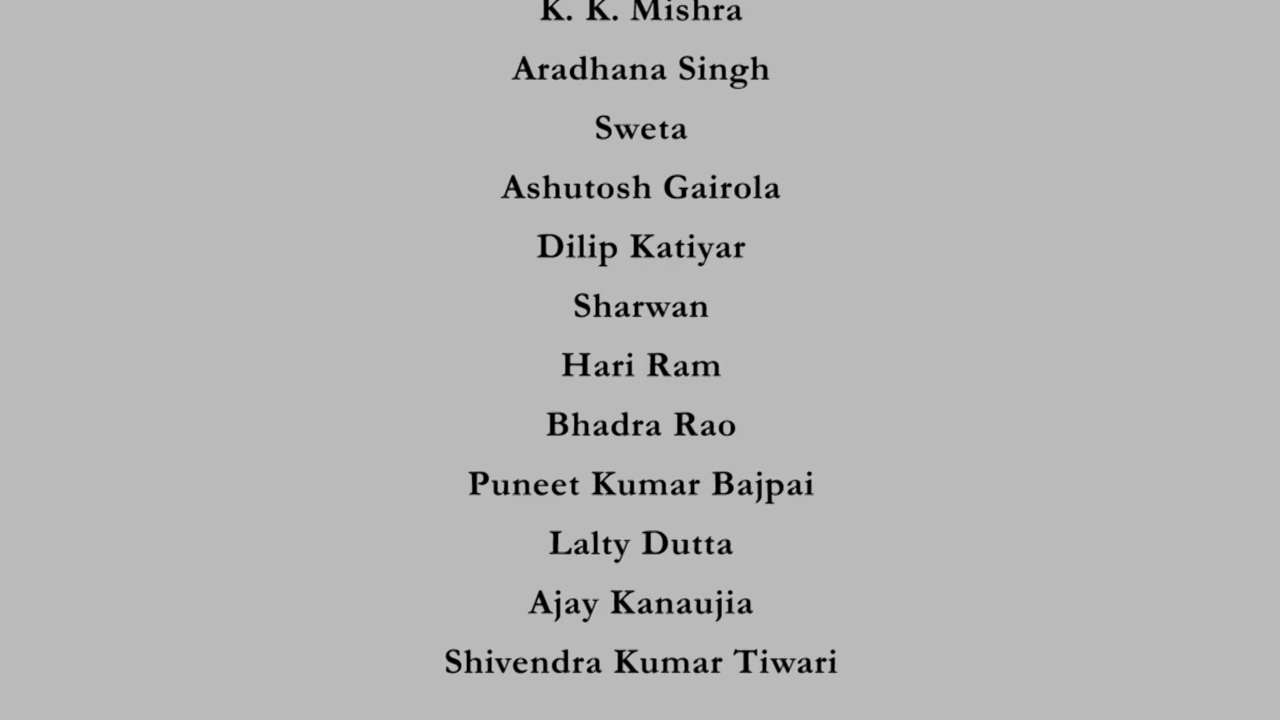 K. K. Mishra
Aradhana Singh
Sweta
Ashutosh Gairola
Dilip Katiyar
Sharwan
Hari Ram
Bhadra Rao
Puneet Kumar Bajpai
Lalty Dutta
Ajay Kanaujia
Shivendra Kumar Tiwari